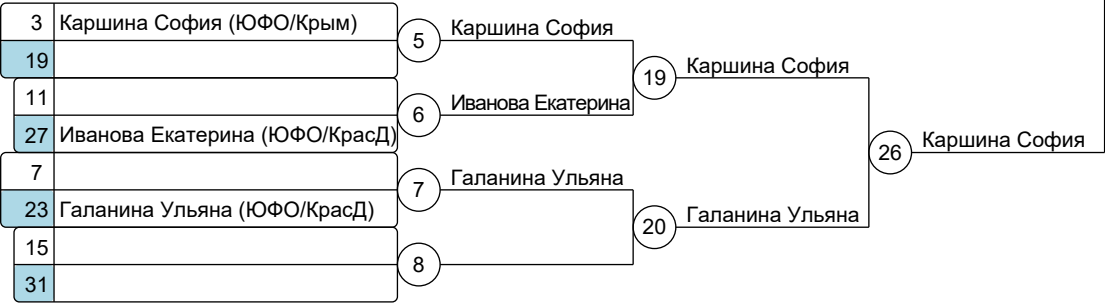 3 Каршина София (ЮФО/Крым)
19
11
27 Иванова Екатерина (ЮФО/КрасД)
7
23 Галанина Ульяна (ЮФО/КрасД)
15
31
5 Каршина София
6 Иванова Екатерина
7 Галанина Ульяна
8
19 Каршина София
20 Галанина Ульяна
26 Каршина София